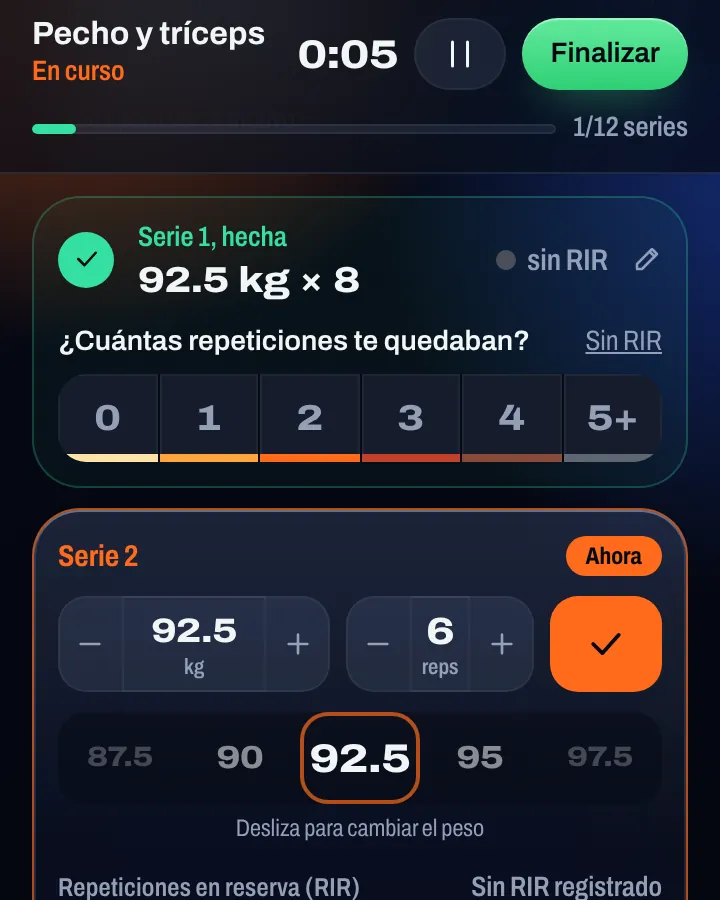 Pecho y tríceps
En curso
0:05
Finalizar
1/12 series
Serie 1, hecha
92.5 kg × 8
sin RIR
¿Cuántas repeticiones te quedaban?
Sin RIR
0 1 2 3 4 5+
Serie 2
Ahora
− 92.5 +
kg
− 6 +
reps
87.5 90 92.5 95 97.5
Desliza para cambiar el peso
Repeticiones en reserva (RIR)
Sin RIR registrado